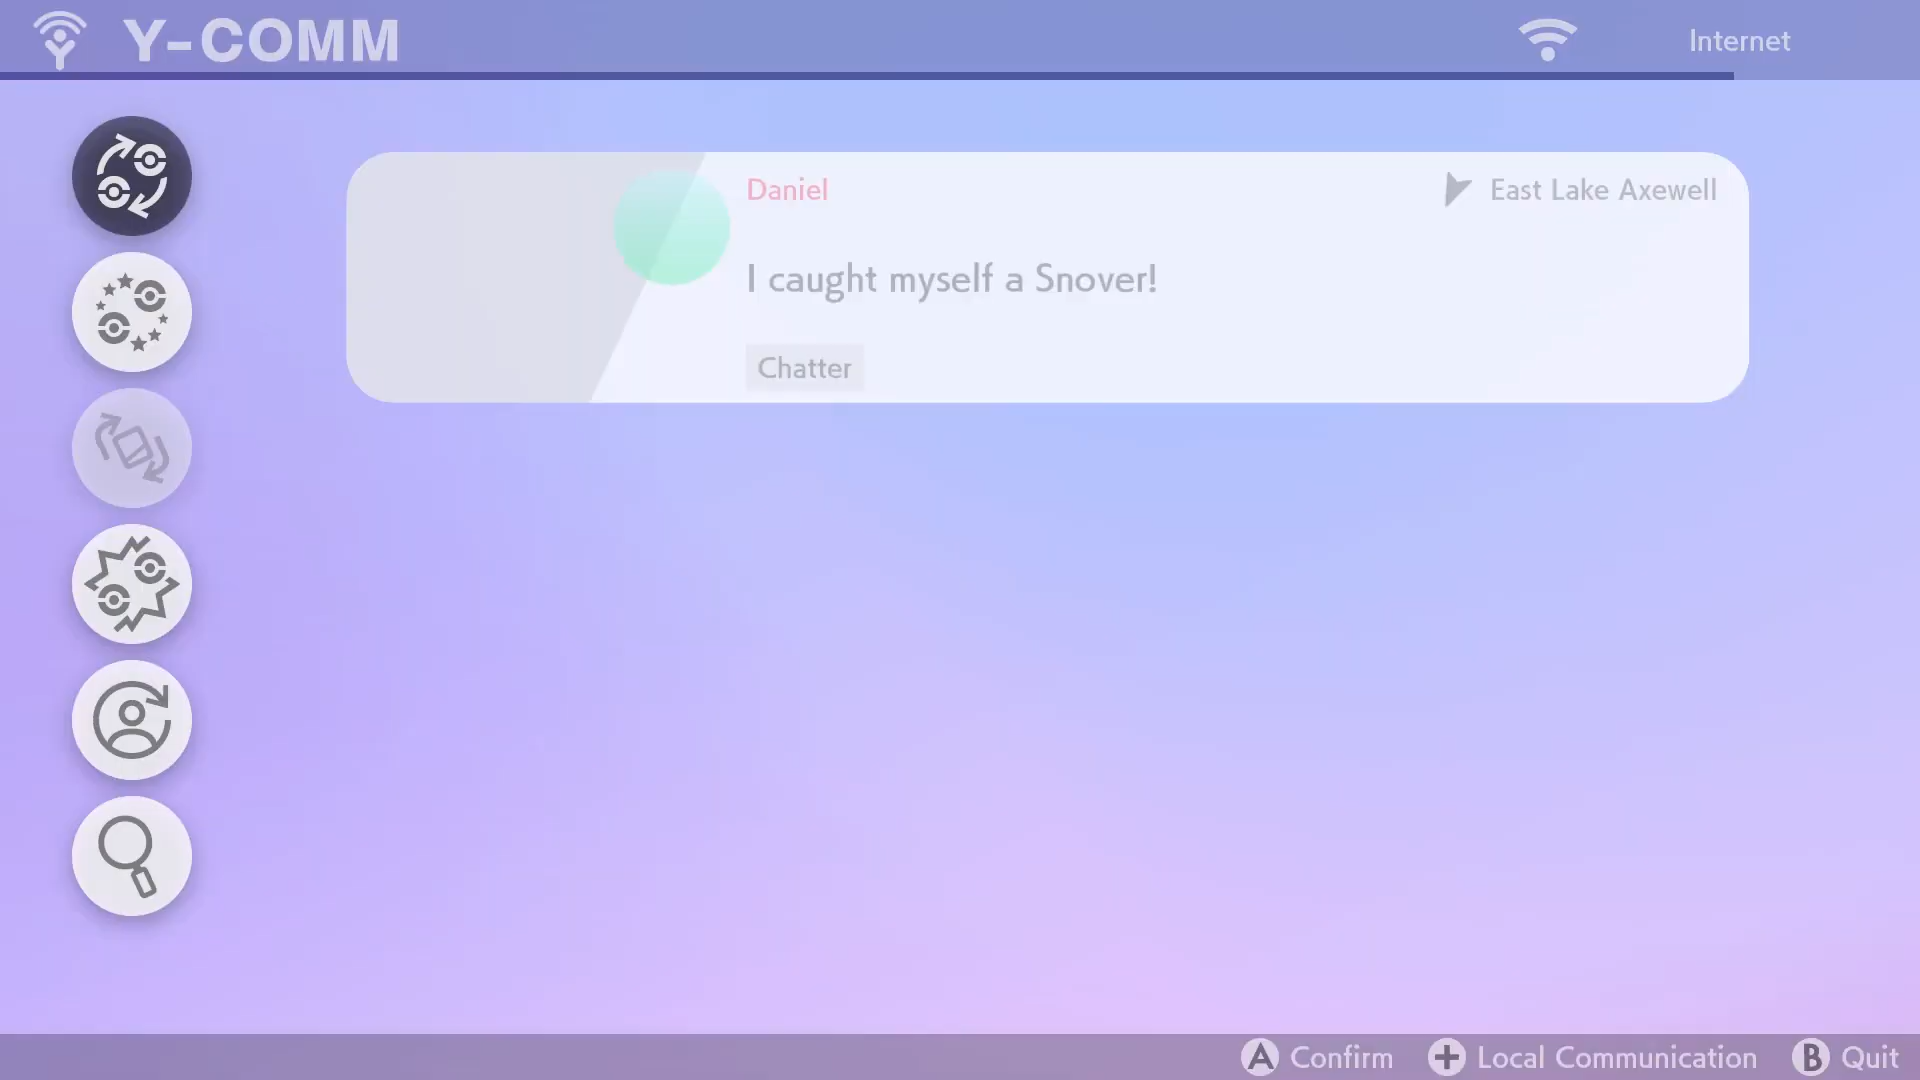 Y-COMM
Internet
Daniel
East Lake Axewell
I caught myself a Snover!
Chatter
A Confirm
+ Local Communication
B Quit